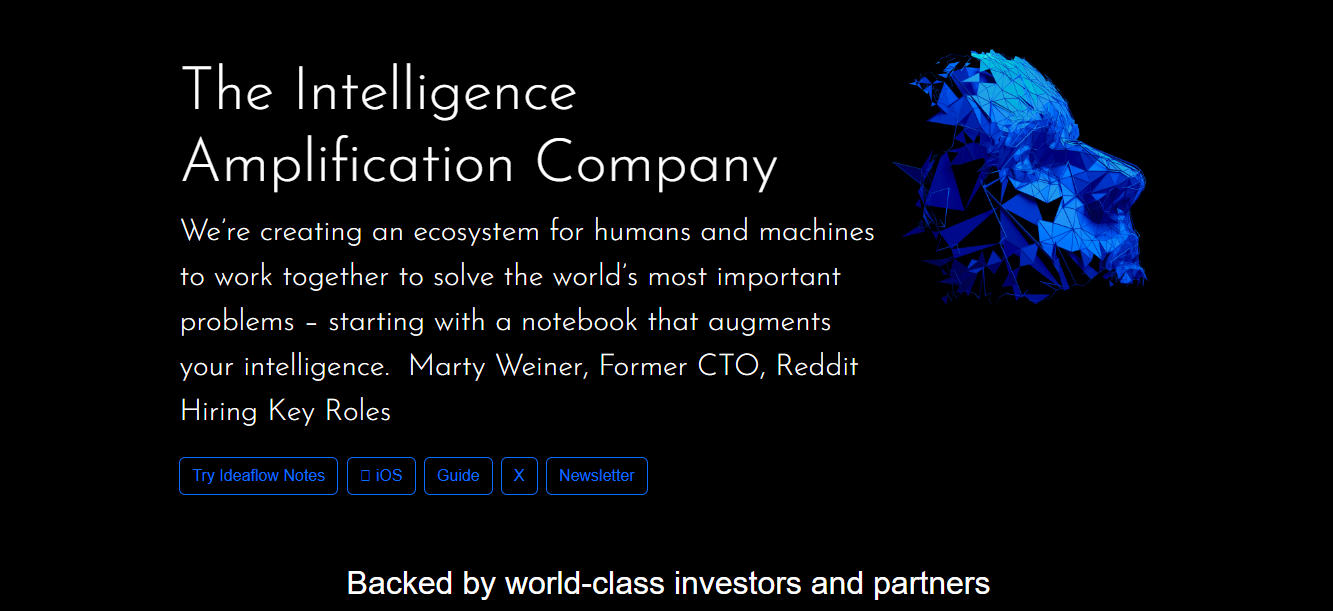 The Intelligence
Amplification Company
We’re creating an ecosystem for humans and machines
to work together to solve the world’s most important
problems – starting with a notebook that augments
your intelligence.  Marty Weiner, Former CTO, Reddit
Hiring Key Roles
Try Ideaflow Notes
iOS
Guide
X
Newsletter
Backed by world-class investors and partners